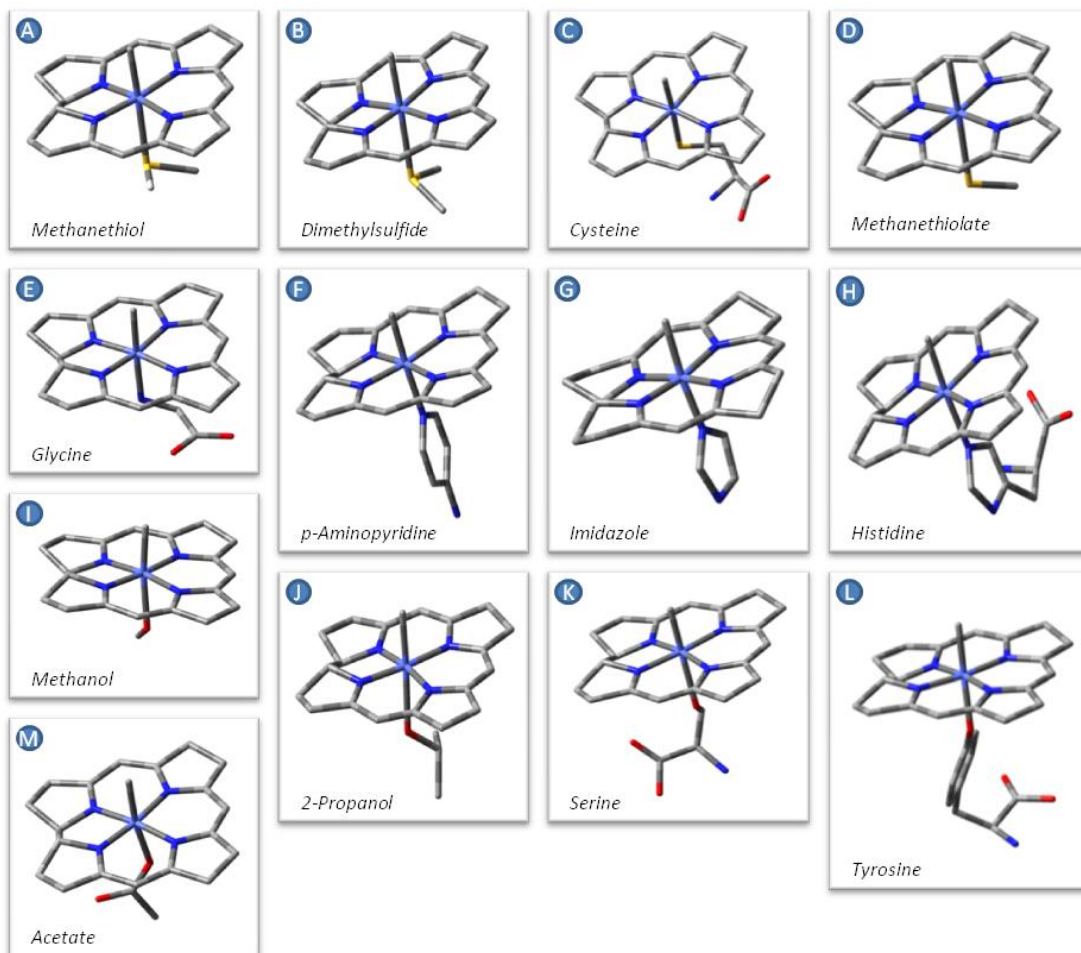 A
Methanethiol
B
Dimethylsulfide
C
Cysteine
D
Methanethiolate
E
Glycine
F
p-Aminopyridine
G
Imidazole
H
Histidine
I
Methanol
J
2-Propanol
K
Serine
L
Tyrosine
M
Acetate